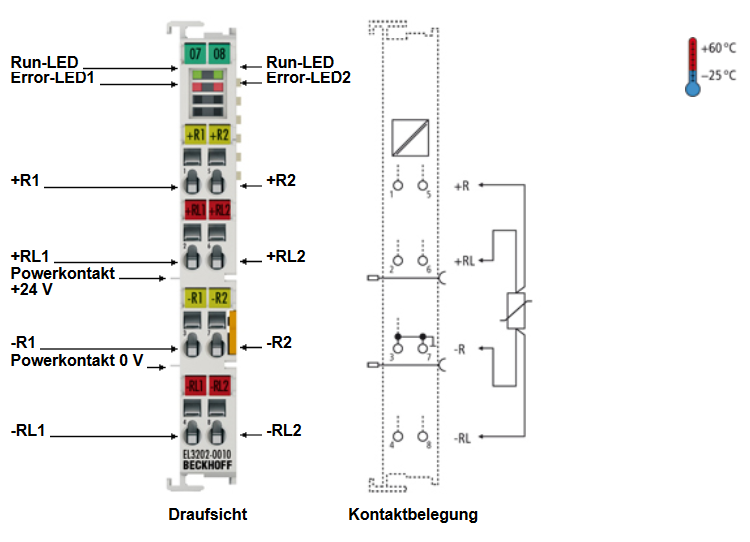 07 08
Run-LED Run-LED
Error-LED1 Error-LED2
+R1 +R2
+R1 +R2
+RL1 +RL2
+RL1 +RL2
Powerkontakt
+24 V
-R1 -R2
-R1 -R2
Powerkontakt 0 V
-RL1 -RL2
-RL1 -RL2
EL3202-0010
BECKHOFF
Draufsicht
1 5 +R
2 6 +RL
3 7 -R
4 8 -RL
Kontaktbelegung
+60°C
−25°C